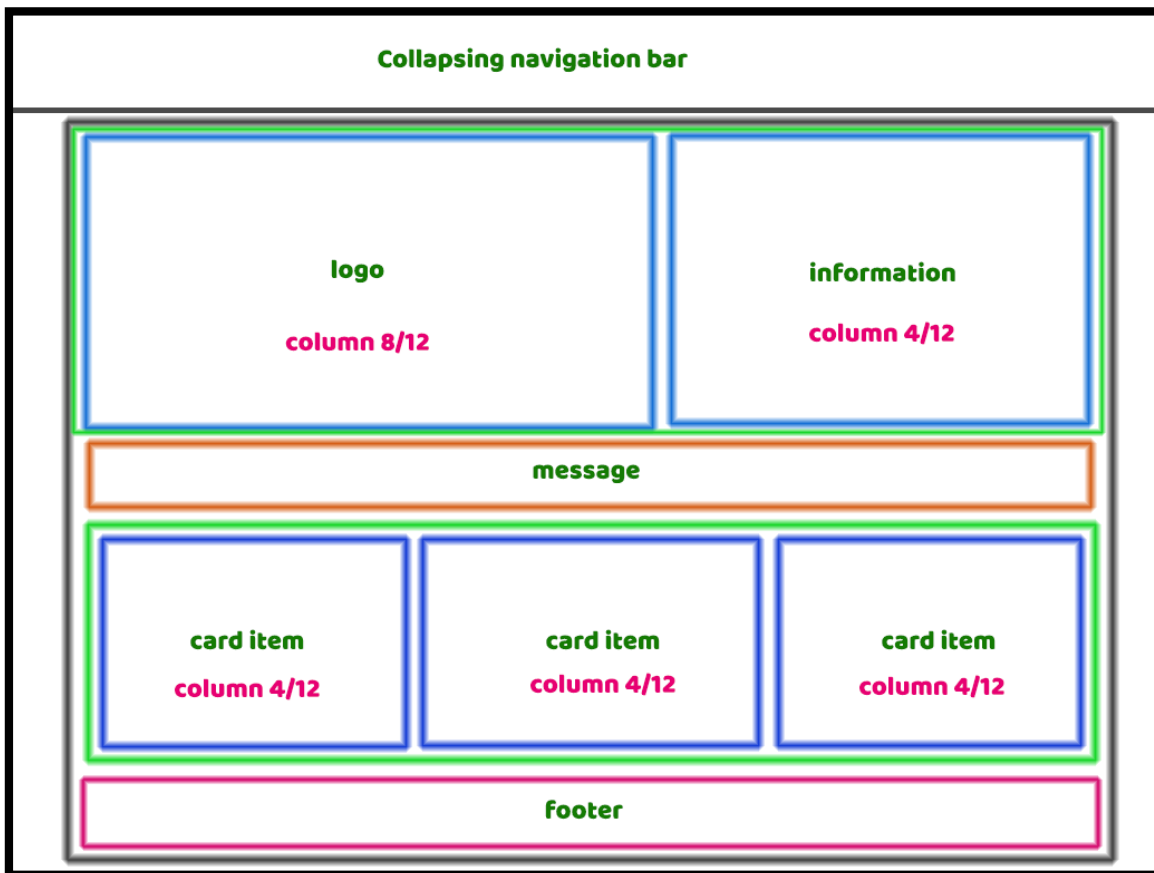 Collapsing navigation bar
logo
column 8/12
information
column 4/12
message
card item
column 4/12
card item
column 4/12
card item
column 4/12
footer